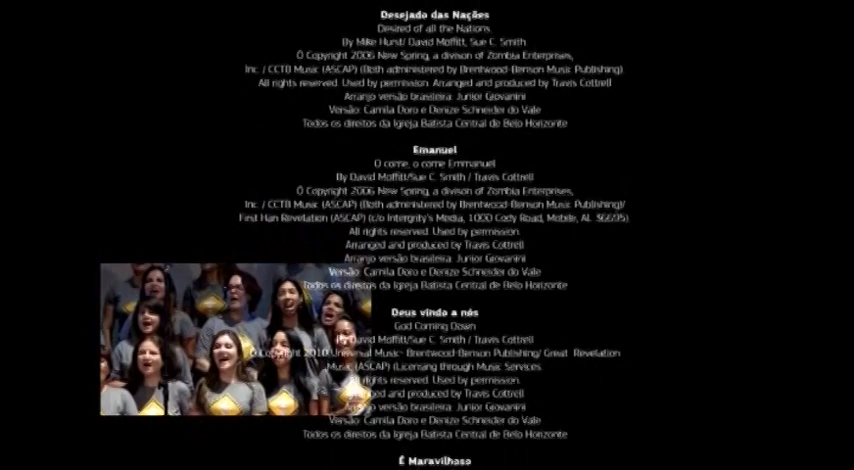 Desejado das Nações
Desired of all the Nations
By Mike Hurst/ David Moffitt, Sue C. Smith
© Copyright 2006 New Spring, a divison of Zombia Enterprises,
Inc. / CCTB Music (ASCAP) (Both administered by Brentwood-Benson Music Publishing)
All rights reserved. Used by permission. Arranged and produced by Travis Cottrell
Arranjo versão brasileira: Junior Giovanini
Versão: Camila Doro e Denize Schneider do Vale
Todos os direitos da Igreja Batista Central de Belo Horizonte
Emanuel
O come, o come Emmanuel
By David Moffitt/Sue C. Smith / Travis Cottrell
© Copyright 2006 New Spring, a divison of Zombia Enterprises,
Inc. / CCTB Music (ASCAP) (Both administered by Brentwood-Benson Music Publishing)/
First Han Revelation (ASCAP) (c/o Intergrity's Media, 1000 Cody Road, Mobile, AL 36695)
All rights reserved. Used by permission.
Arranged and produced by Travis Cottrell
Arranjo versão brasileira: Junior Giovanini
Versão: Camila Doro e Denize Schneider do Vale
Todos os direitos da Igreja Batista Central de Belo Horizonte
Deus vindo a nós
God Coming Down
By David Moffitt/Sue C. Smith / Travis Cottrell
© Copyright 2010 Universal Music- Brentwood-Benson Publishing/ Great Revelation
Music (ASCAP) (Licensing through Music Services
All rights reserved. Used by permission.
Arranged and produced by Travis Cottrell
Arranjo versão brasileira: Junior Giovanini
Versão: Camila Doro e Denize Schneider do Vale
Todos os direitos da Igreja Batista Central de Belo Horizonte
É Maravilhoso